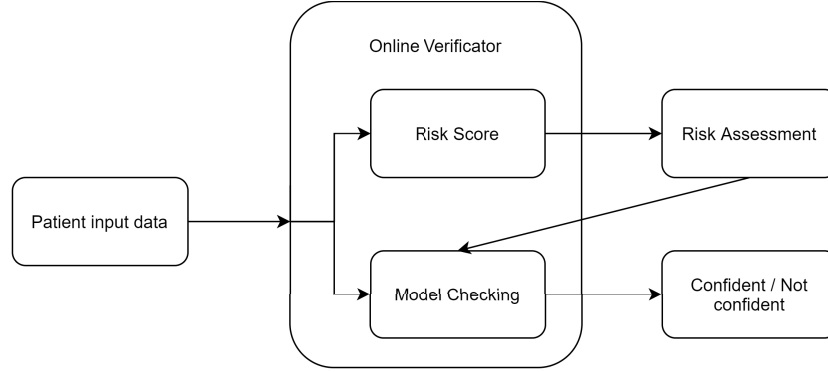 Online Verificator
Risk Score
Risk Assessment
Patient input data
Model Checking
Confident / Not
confident